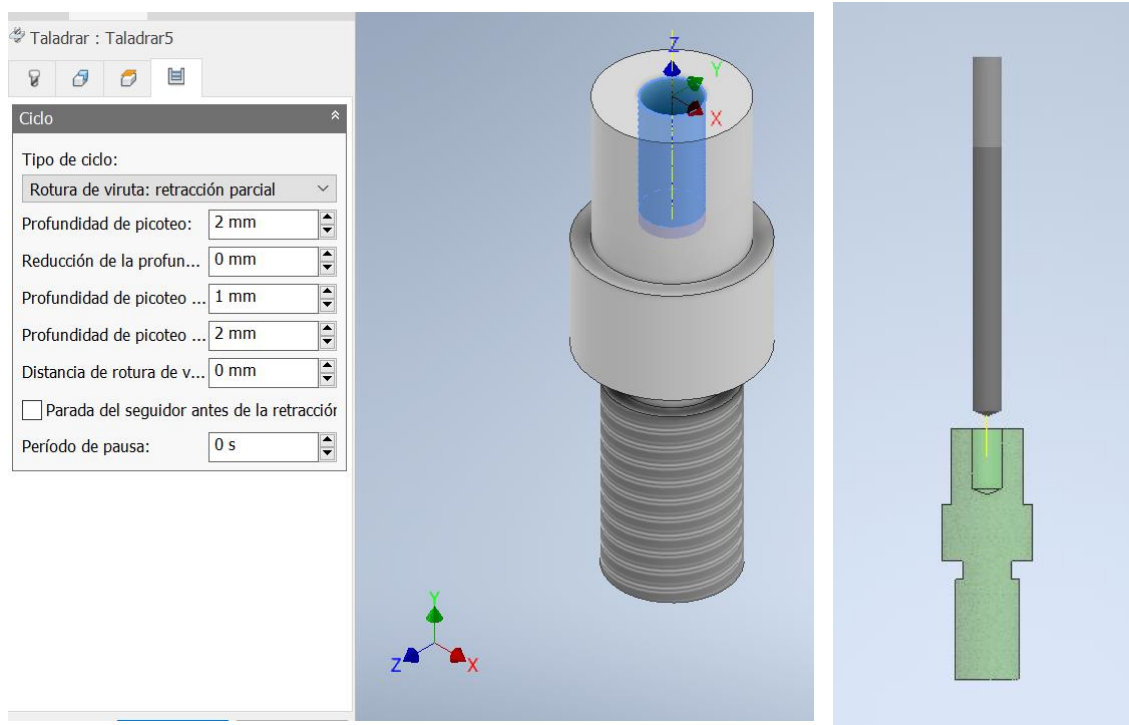 Taladrar : Taladrar5
Ciclo
Tipo de ciclo:
Rotura de viruta: retracción parcial
Profundidad de picoteo: 2 mm
Reducción de la profun... 0 mm
Profundidad de picoteo ... 1 mm
Profundidad de picoteo ... 2 mm
Distancia de rotura de v... 0 mm
Parada del seguidor antes de la retracciór
Período de pausa: 0 s
Z
Y
X
Y
Z
X